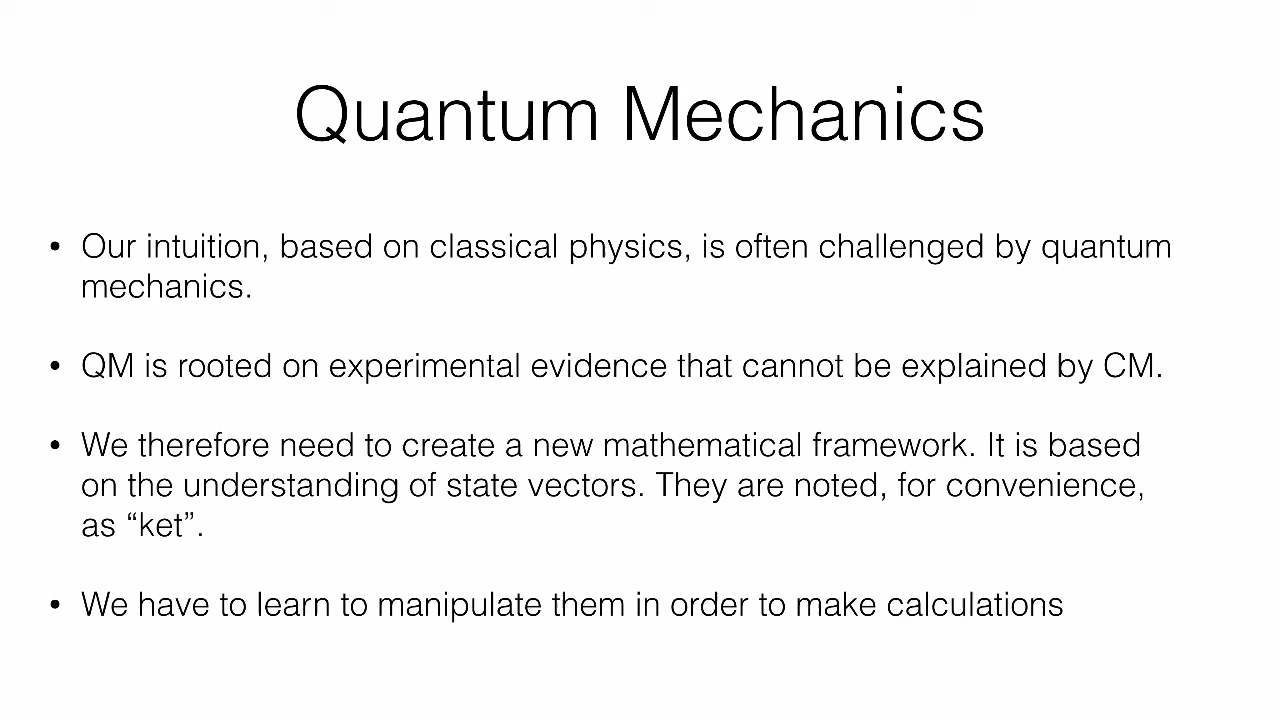 Quantum Mechanics
• Our intuition, based on classical physics, is often challenged by quantum
mechanics.
• QM is rooted on experimental evidence that cannot be explained by CM.
• We therefore need to create a new mathematical framework. It is based
on the understanding of state vectors. They are noted, for convenience,
as “ket”.
• We have to learn to manipulate them in order to make calculations